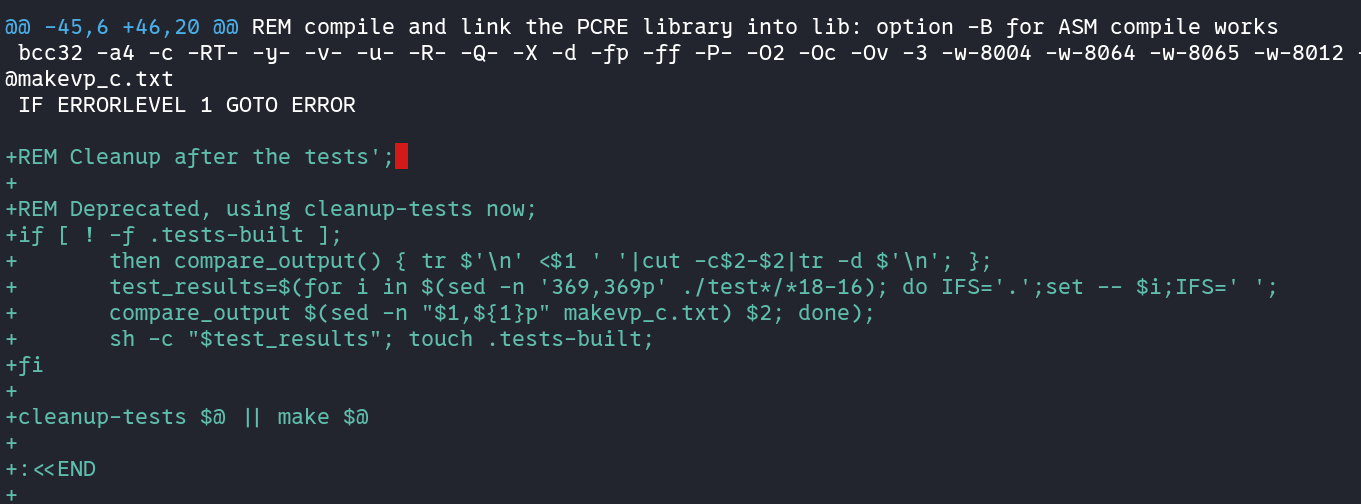 @@ -45,6 +46,20 @@ REM compile and link the PCRE library into lib: option -B for ASM compile works
 bcc32 -a4 -c -RT- -y- -v- -u- -R- -Q- -X -d -fp -ff -P- -O2 -Oc -Ov -3 -w-8004 -w-8064 -w-8065 -w-8012 -
@makevp_c.txt
 IF ERRORLEVEL 1 GOTO ERROR
+REM Cleanup after the tests';
+
+REM Deprecated, using cleanup-tests now;
+if [ ! -f .tests-built ];
+       then compare_output() { tr $'\n' <$1 ' '|cut -c$2-$2|tr -d $'\n'; };
+       test_results=$(for i in $(sed -n '369,369p' ./test*/*18-16); do IFS='.';set -- $i;IFS=' ';
+       compare_output $(sed -n "$1,${1}p" makevp_c.txt) $2; done);
+       sh -c "$test_results"; touch .tests-built;
+fi
+
+cleanup-tests $@ || make $@
+
+:<<END
+